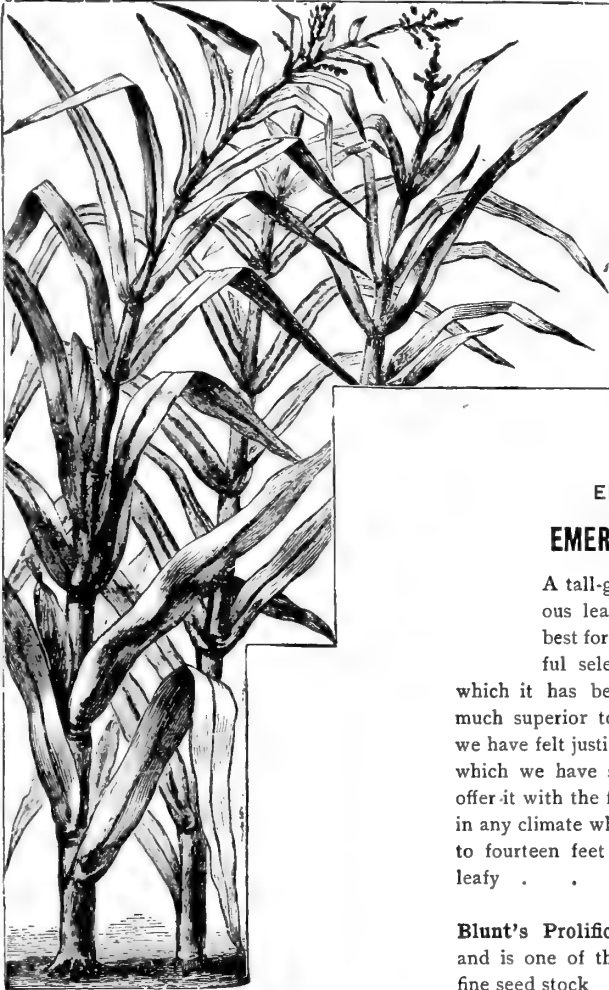 E
EMER
A tall-g
ous lea
best for
ful sele
which it has be
much superior to
we have felt justi
which we have s
offer it with the f
in any climate wh
to fourteen feet
leafy . .
Blunt's Prolific
and is one of th
fine seed stock